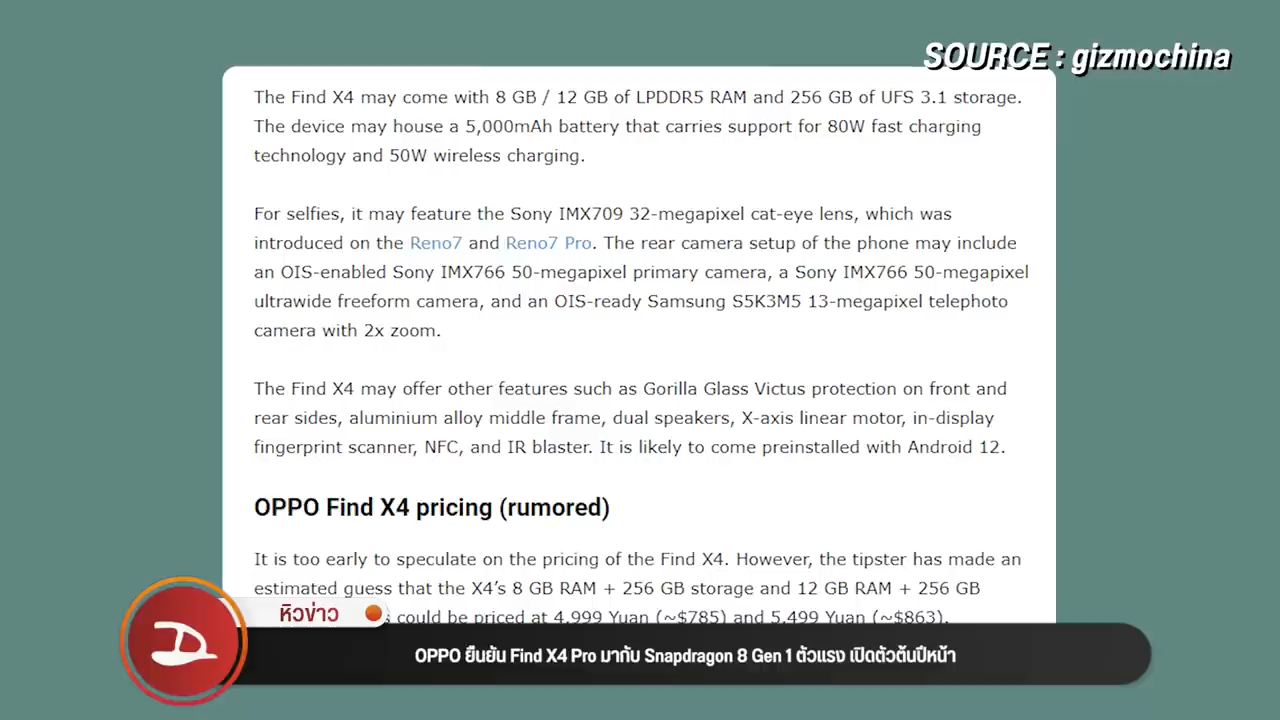 SOURCE : gizmochina
The Find X4 may come with 8 GB / 12 GB of LPDDR5 RAM and 256 GB of UFS 3.1 storage.
The device may house a 5,000mAh battery that carries support for 80W fast charging
technology and 50W wireless charging.
For selfies, it may feature the Sony IMX709 32-megapixel cat-eye lens, which was
introduced on the Reno7 and Reno7 Pro. The rear camera setup of the phone may include
an OIS-enabled Sony IMX766 50-megapixel primary camera, a Sony IMX766 50-megapixel
ultrawide freeform camera, and an OIS-ready Samsung S5K3M5 13-megapixel telephoto
camera with 2x zoom.
The Find X4 may offer other features such as Gorilla Glass Victus protection on front and
rear sides, aluminium alloy middle frame, dual speakers, X-axis linear motor, in-display
fingerprint scanner, NFC, and IR blaster. It is likely to come preinstalled with Android 12.
OPPO Find X4 pricing (rumored)
It is too early to speculate on the pricing of the Find X4. However, the tipster has made an
estimated guess that the X4’s 8 GB RAM + 256 GB storage and 12 GB RAM + 256 GB
could be priced at 4,999 Yuan (~$785) and 5,499 Yuan (~$863).
หิวข่าว
OPPO ยืนยัน Find X4 Pro มากับ Snapdragon 8 Gen 1 ตัวแรง เปิดตัวต้นปีหน้า